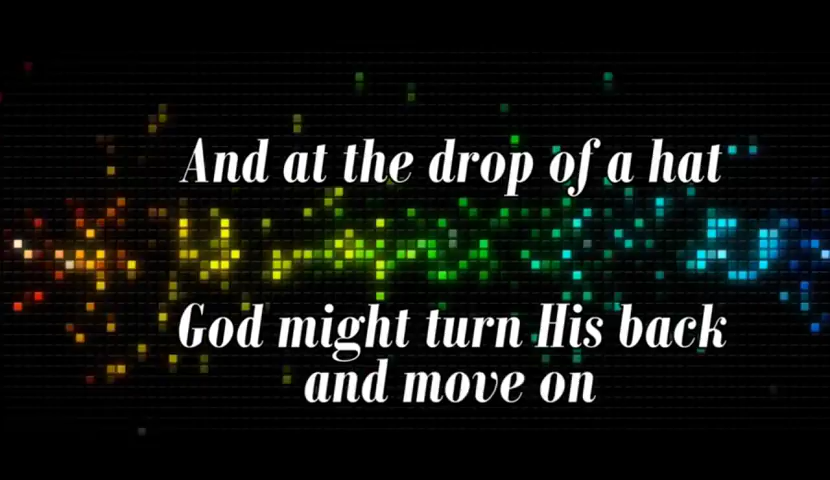 And at the drop of a hat
God might turn His back
and move on